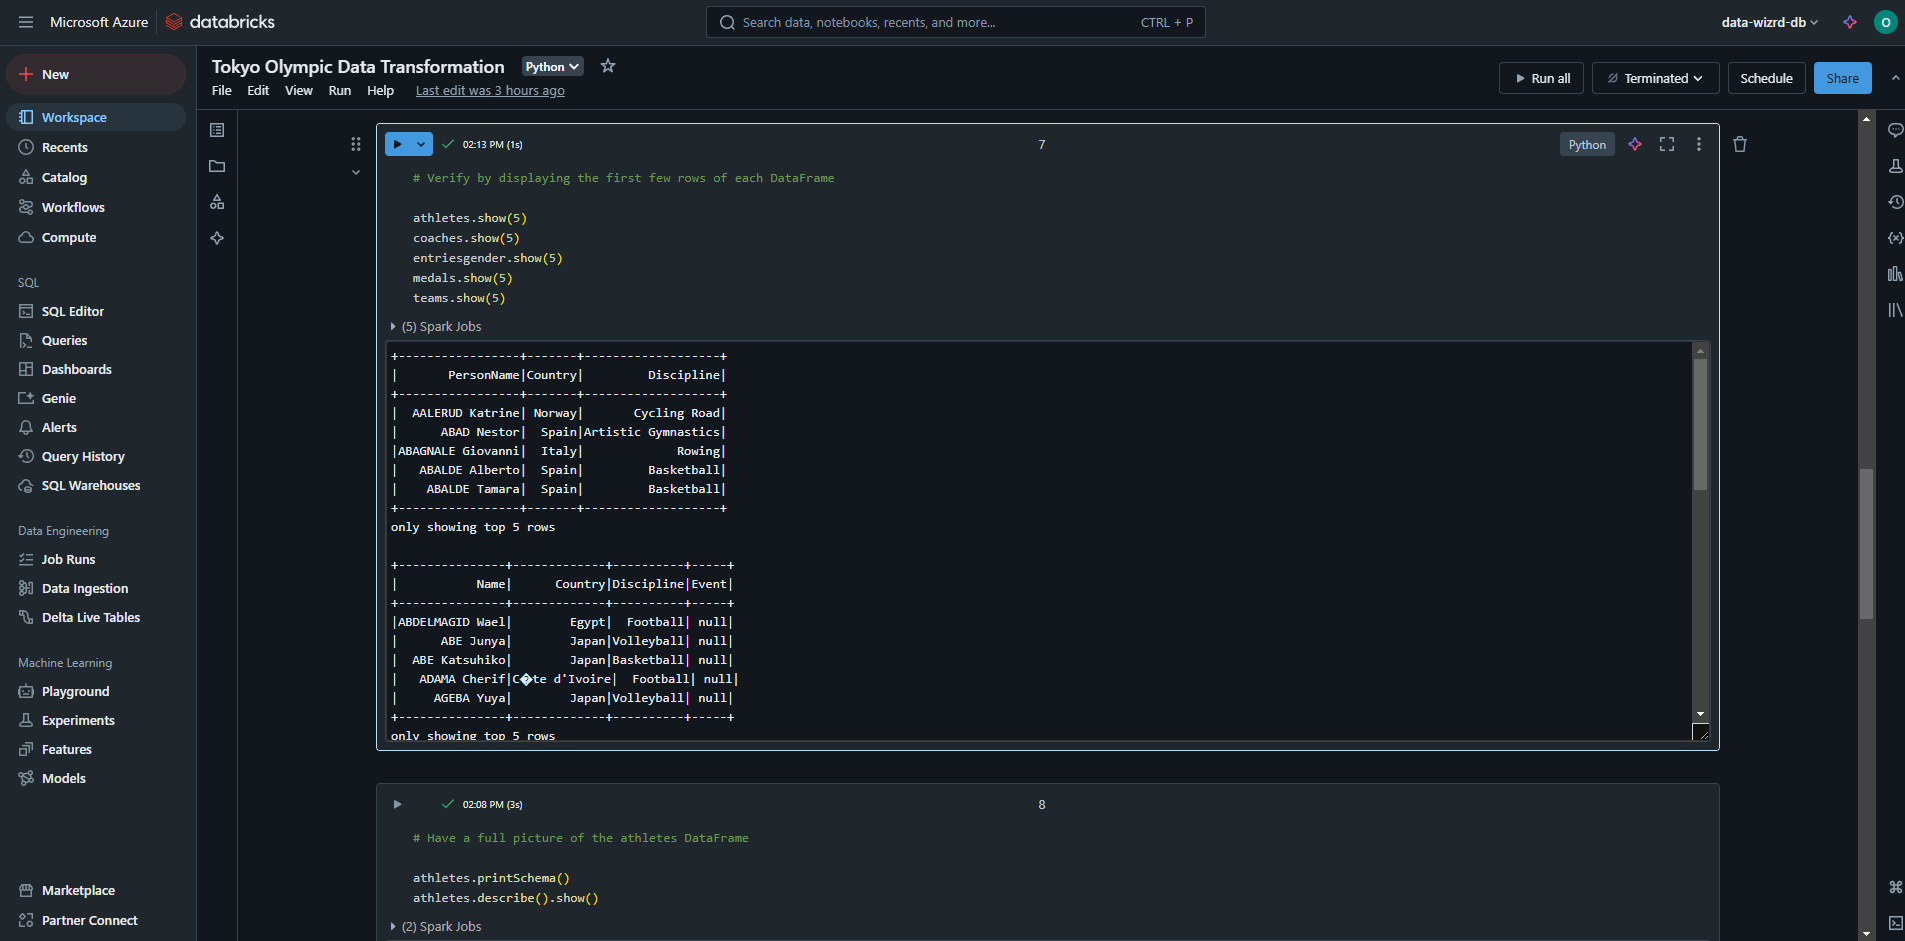 Microsoft Azure databricks
Search data, notebooks, recents, and more... CTRL + P
data-wizrd-db
O
New
Workspace
Recents
Catalog
Workflows
Compute
SQL
SQL Editor
Queries
Dashboards
Genie
Alerts
Query History
SQL Warehouses
Data Engineering
Job Runs
Data Ingestion
Delta Live Tables
Machine Learning
Playground
Experiments
Features
Models
Marketplace
Partner Connect
Tokyo Olympic Data Transformation Python
File Edit View Run Help Last edit was 3 hours ago
Run all Terminated Schedule Share
02:13 PM (1s) 7 Python
# Verify by displaying the first few rows of each DataFrame
athletes.show(5)
coaches.show(5)
entriesgender.show(5)
medals.show(5)
teams.show(5)
(5) Spark Jobs
+-----------------+-------+-------------------+
|       PersonName|Country|         Discipline|
+-----------------+-------+-------------------+
|  AALERUD Katrine| Norway|       Cycling Road|
|      ABAD Nestor|  Spain|Artistic Gymnastics|
|ABAGNALE Giovanni|  Italy|             Rowing|
|   ABALDE Alberto|  Spain|         Basketball|
|    ABALDE Tamara|  Spain|         Basketball|
+-----------------+-------+-------------------+
only showing top 5 rows
+---------------+-------------+----------+-----+
|           Name|      Country|Discipline|Event|
+---------------+-------------+----------+-----+
|ABDELMAGID Wael|        Egypt|  Football| null|
|      ABE Junya|        Japan|Volleyball| null|
|  ABE Katsuhiko|        Japan|Basketball| null|
|   ADAMA Cherif|C�te d'Ivoire|  Football| null|
|     AGEBA Yuya|        Japan|Volleyball| null|
+---------------+-------------+----------+-----+
only showing top 5 rows
02:08 PM (3s) 8
# Have a full picture of the athletes DataFrame
athletes.printSchema()
athletes.describe().show()
(2) Spark Jobs